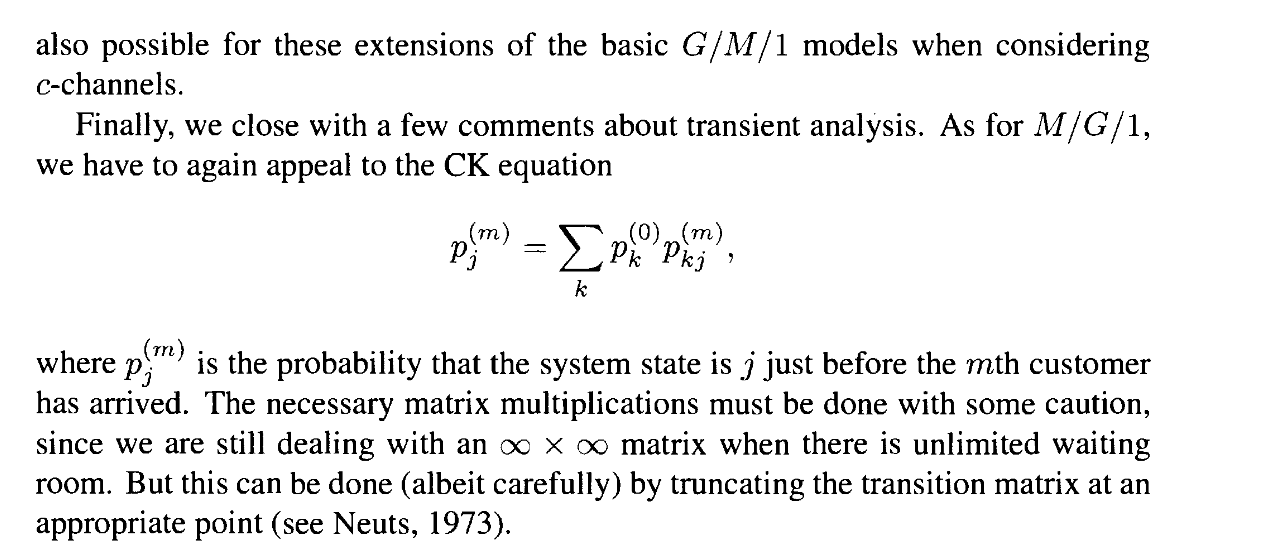 also possible for these extensions of the basic G/M/1 models when considering
c-channels.
Finally, we close with a few comments about transient analysis. As for M/G/1,
we have to again appeal to the CK equation
p_j^{(m)} = \sum_k p_k^{(0)} p_{kj}^{(m)},
where p_j^{(m)} is the probability that the system state is j just before the mth customer
has arrived. The necessary matrix multiplications must be done with some caution,
since we are still dealing with an ∞ × ∞ matrix when there is unlimited waiting
room. But this can be done (albeit carefully) by truncating the transition matrix at an
appropriate point (see Neuts, 1973).